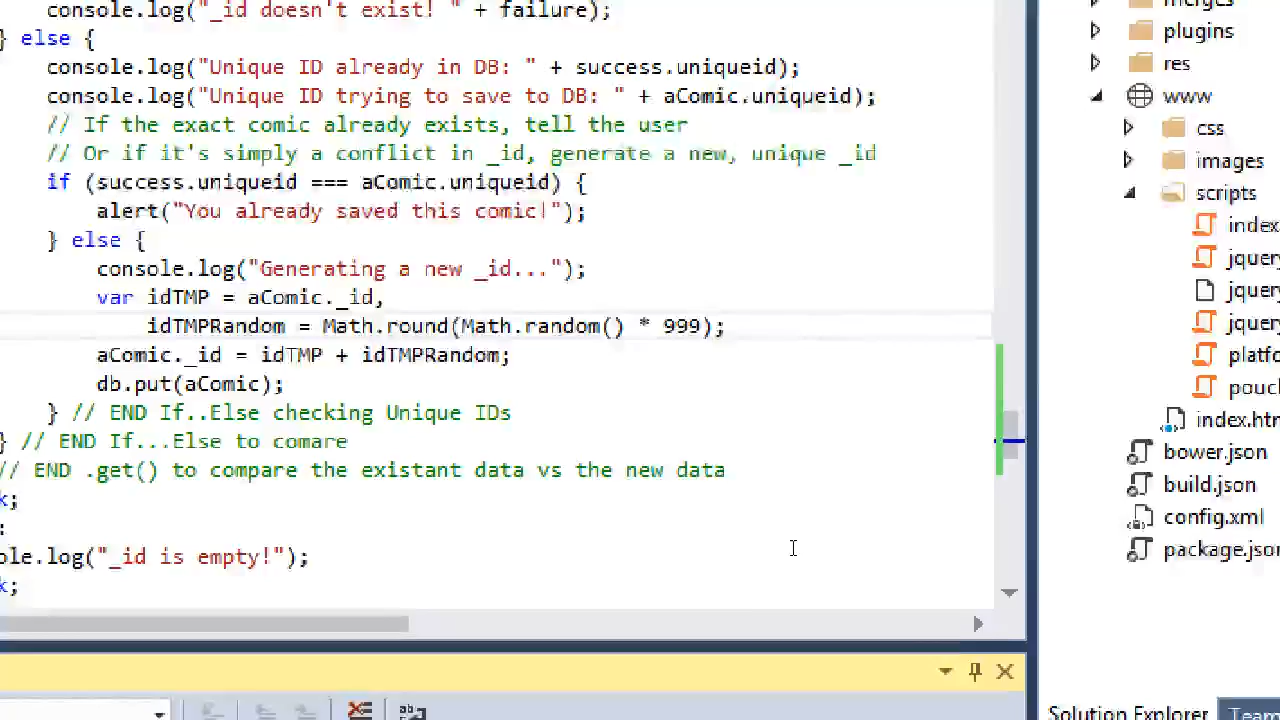 console.log("_id doesn't exist! " + failure);
} else {
console.log("Unique ID already in DB: " + success.uniqueid);
console.log("Unique ID trying to save to DB: " + aComic.uniqueid);
// If the exact comic already exists, tell the user
// Or if it's simply a conflict in _id, generate a new, unique _id
if (success.uniqueid === aComic.uniqueid) {
alert("You already saved this comic!");
} else {
console.log("Generating a new _id...");
var idTMP = aComic._id,
idTMPRandom = Math.round(Math.random() * 999);
aComic._id = idTMP + idTMPRandom;
db.put(aComic);
} // END If..Else checking Unique IDs
} // END If...Else to comare
// END .get() to compare the existant data vs the new data
k;
:
ole.log("_id is empty!");
k;
merges
plugins
res
www
css
images
scripts
index
jquery
jquery
jquery
platfo
pouch
index.htm
bower.json
build.json
config.xml
package.json
Solution Explorer
Team